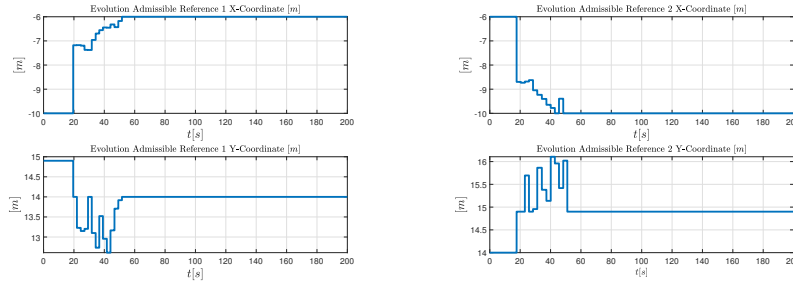 Evolution Admissible Reference 1 X-Coordinate [m]
-6
-7
-8
-9
-10
[m]
0 20 40 60 80 100 120 140 160 180 200
t[s]
Evolution Admissible Reference 2 X-Coordinate [m]
-6
-7
-8
-9
-10
[m]
0 20 40 60 80 100 120 140 160 180 200
t[s]
Evolution Admissible Reference 1 Y-Coordinate [m]
15
14.5
14
13.5
13
[m]
0 20 40 60 80 100 120 140 160 180 200
t[s]
Evolution Admissible Reference 2 Y-Coordinate [m]
16
15.5
15
14.5
14
[m]
0 20 40 60 80 100 120 140 160 180 200
t[s]